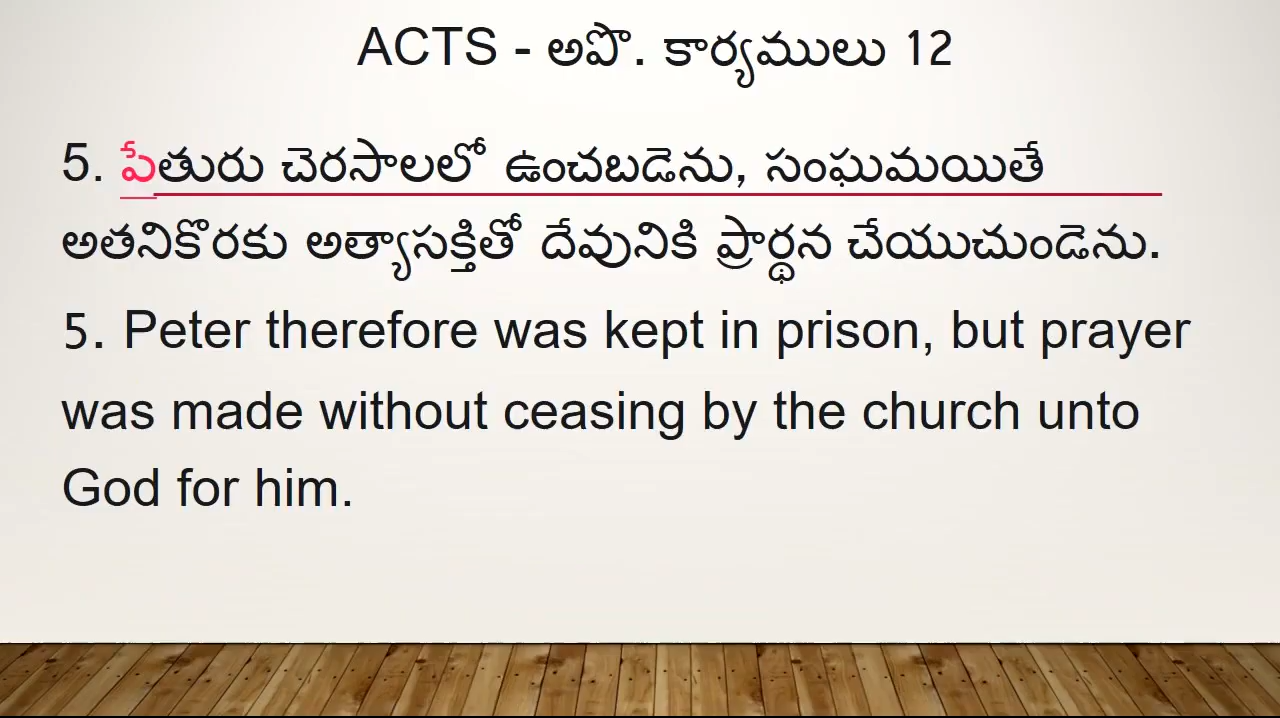 ACTS - అపొ. కార్యములు 12
5. పేతురు చెరసాలలో ఉంచబడెను, సంఘమయితే
అతనికొరకు అత్యాసక్తితో దేవునికి ప్రార్థన చేయుచుండెను.
5. Peter therefore was kept in prison, but prayer
was made without ceasing by the church unto
God for him.